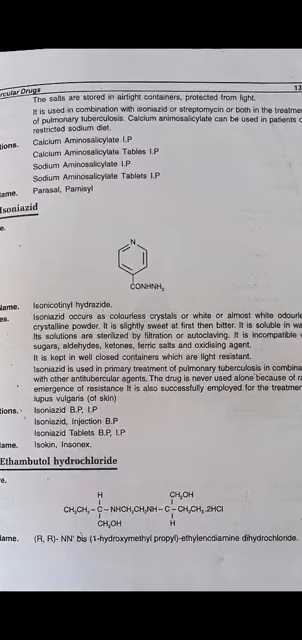 rcular Drugs 13
The salts are stored in airtight containers, protected from light.
It is used in combination with isoniazid or streptomycin or both in the treatme
of pulmonary tuberculosis. Calcium animosalicylate can be used in patients o
restricted sodium diet.
tions. Calcium Aminosalicylate I.P
Calcium Aminosalicylate Tables I.P
Sodium Aminosalicylate I.P
Sodium Aminosalicylate Tablets I.P
lame. Parasal, Pamisyl
Isoniazid
e.
N
CONHNH₂
Name. Isonicotinyl hydrazide.
es. Isoniazid occurs as colourless crystals or white or almost white odourle
crystalline powder. It is slightly sweet at first then bitter. It is soluble in wa
Its solutions are sterilized by filtration or autoclaving. It is incompatible
sugars, aldehydes, ketones, ferric salts and oxidising agent.
It is kept in well closed containers which are light resistant.
Isoniazid is used in primary treatment of pulmonary tuberculosis in combina
with other antitubercular agents. The drug is never used alone because of ra
emergence of resistance It is also successfully employed for the treatmen
lupus vulgaris (of skin)
tions. Isoniazid B.P, I.P
Isoniazid, Injection B.P
Isoniazid Tablets B.P, I.P
lame. Isokin, Insonex.
Ethambutol hydrochloride
re.
H CH₂OH
CH₃CH₂–C–NHCH₂CH₂NH–C–CH₂CH₃.2HCl
CH₂OH H
Name. (R, R)- NN' bis (1-hydroxymethyl propyl)-ethylencdiamine dihydrochloride.